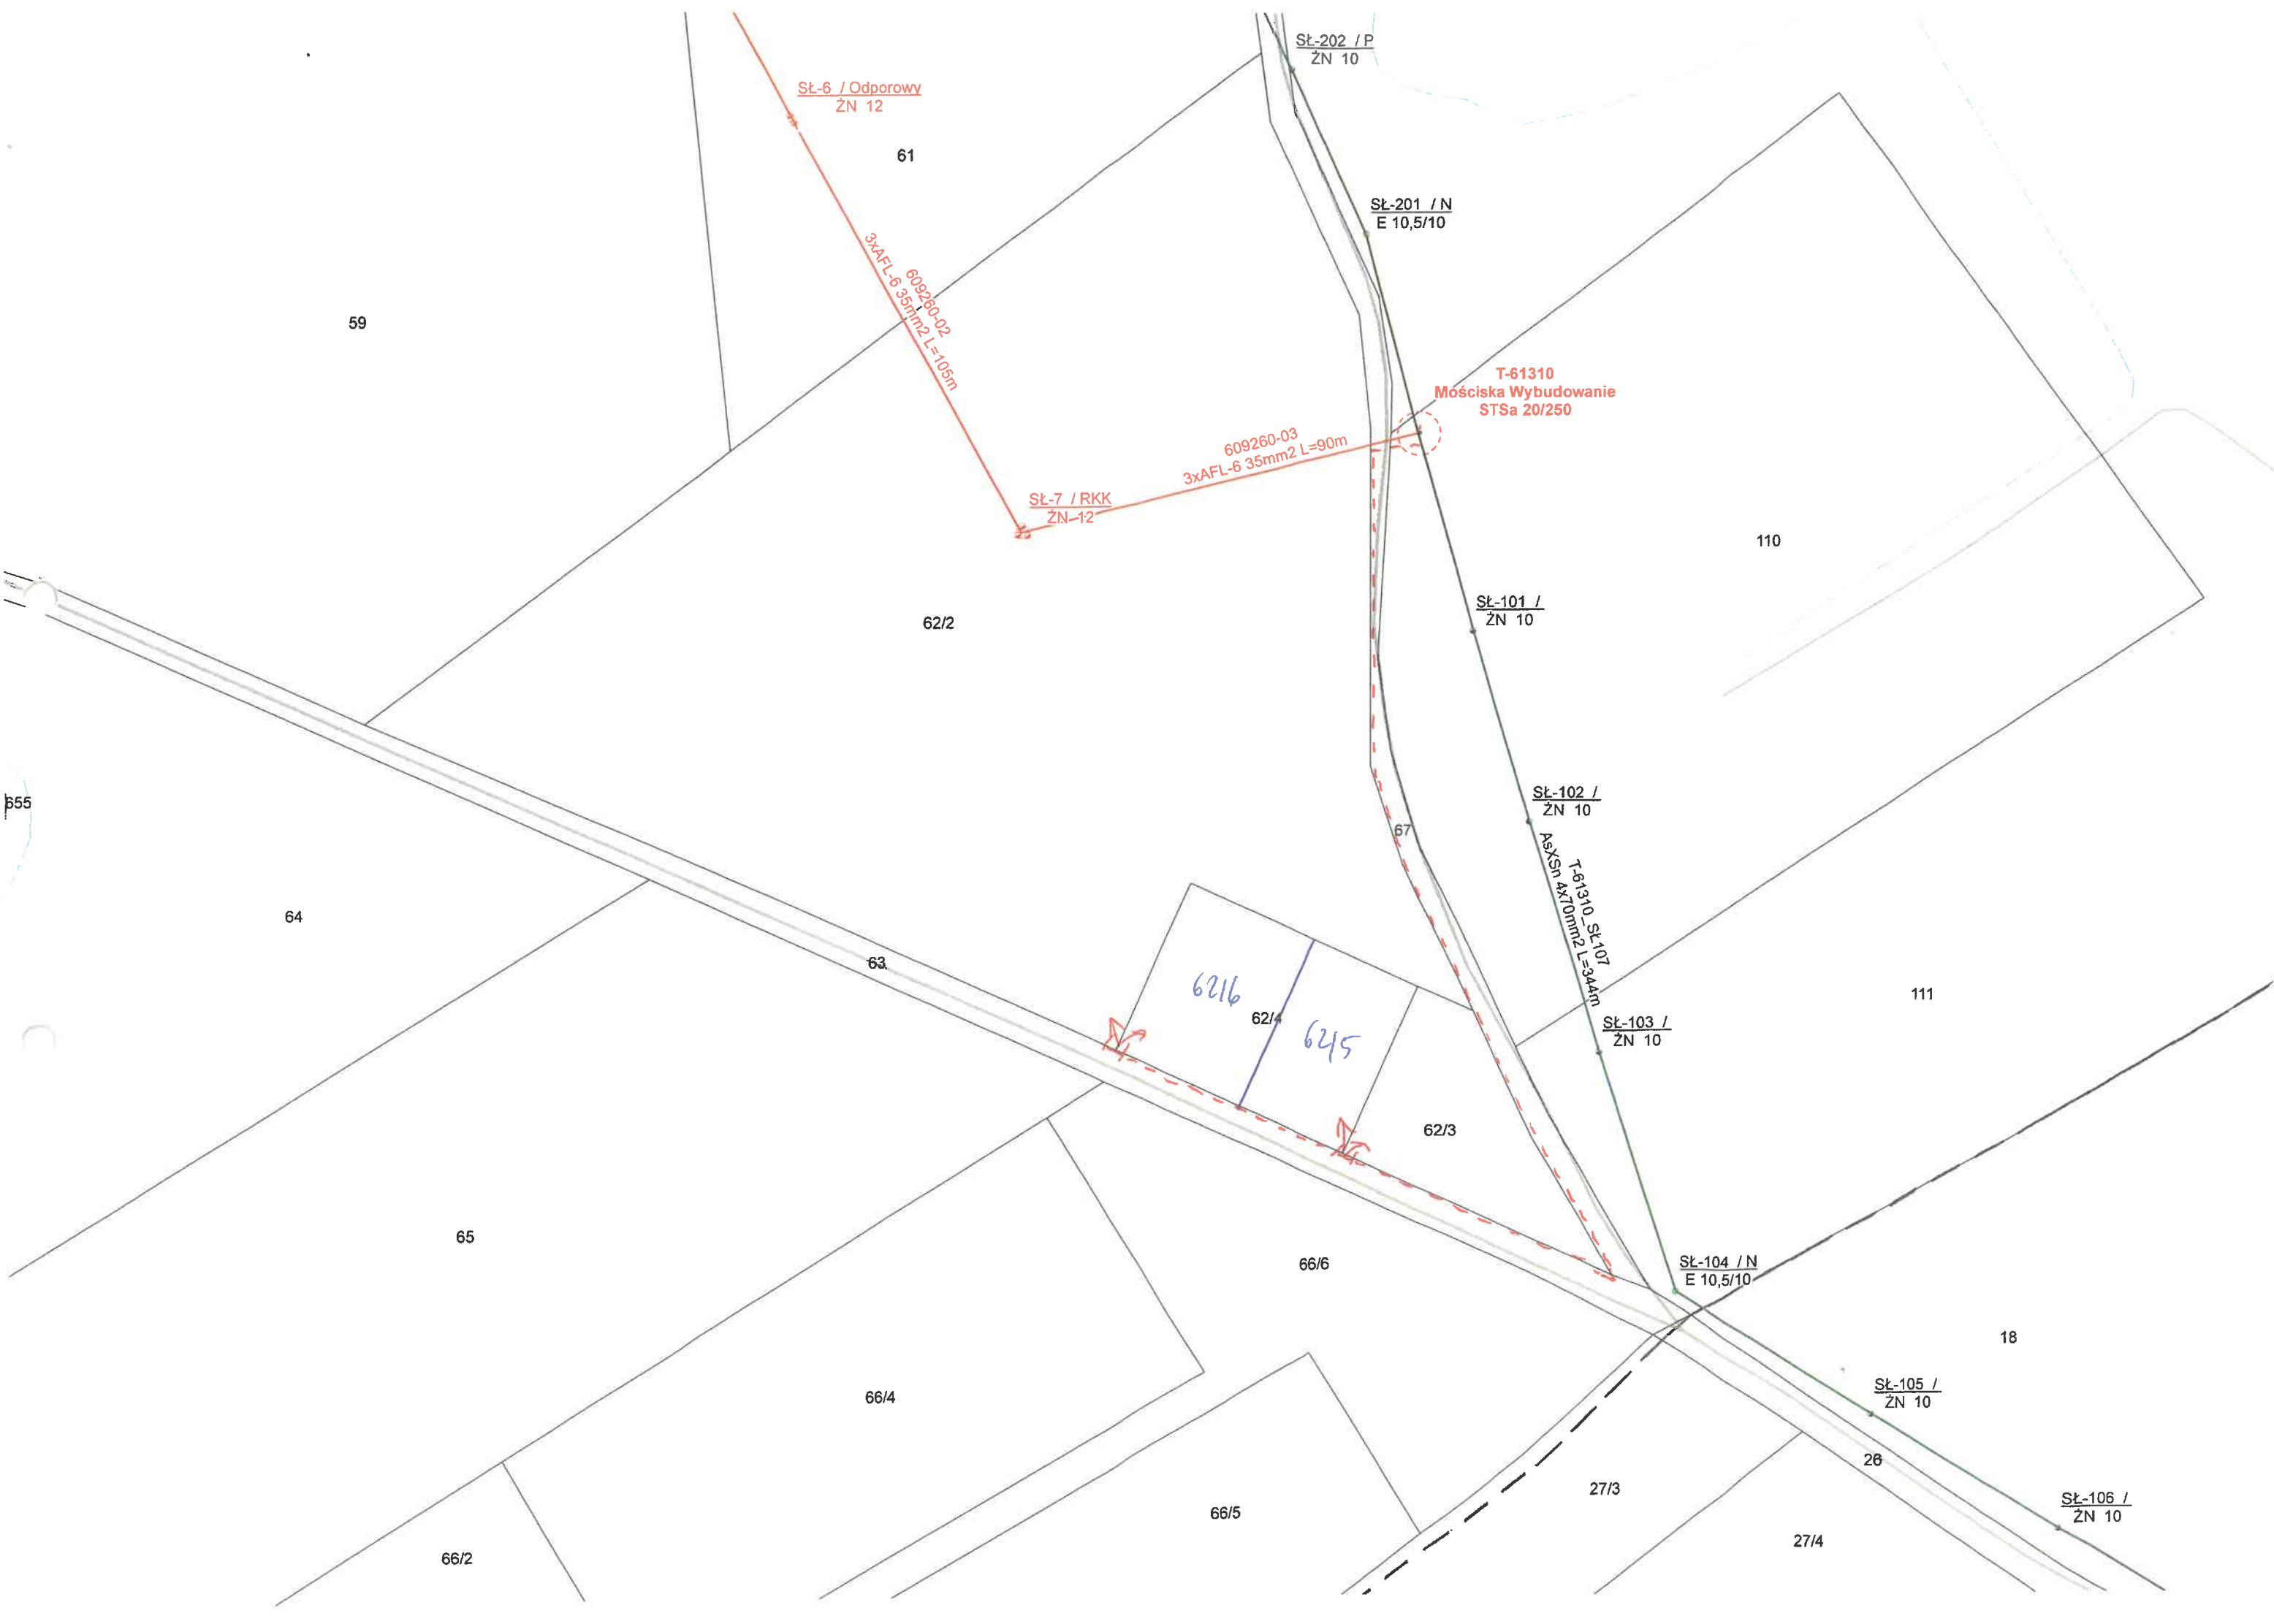 SŁ-202 / P
ŻN 10
SŁ-6 / Odporowy
ŻN 12
61
SŁ-201 / N
E 10,5/10
59
609260-02
3xAFL-6 35mm2 L=105m
T-61310
Mościska Wybudowanie
STSa 20/250
609260-03
3xAFL-6 35mm2 L=90m
SŁ-7 / RKK
ŻN 12
110
SŁ-101 /
ŻN 10
62/2
655
SŁ-102 /
ŻN 10
67
T-61310_SŁ107
AsXSn 4x70mm2 L=344m
64
63
62/6
62/4
62/5
111
SŁ-103 /
ŻN 10
62/3
65
66/6
SŁ-104 / N
E 10,5/10
18
66/4
SŁ-105 /
ŻN 10
26
27/3
66/5
SŁ-106 /
ŻN 10
27/4
66/2